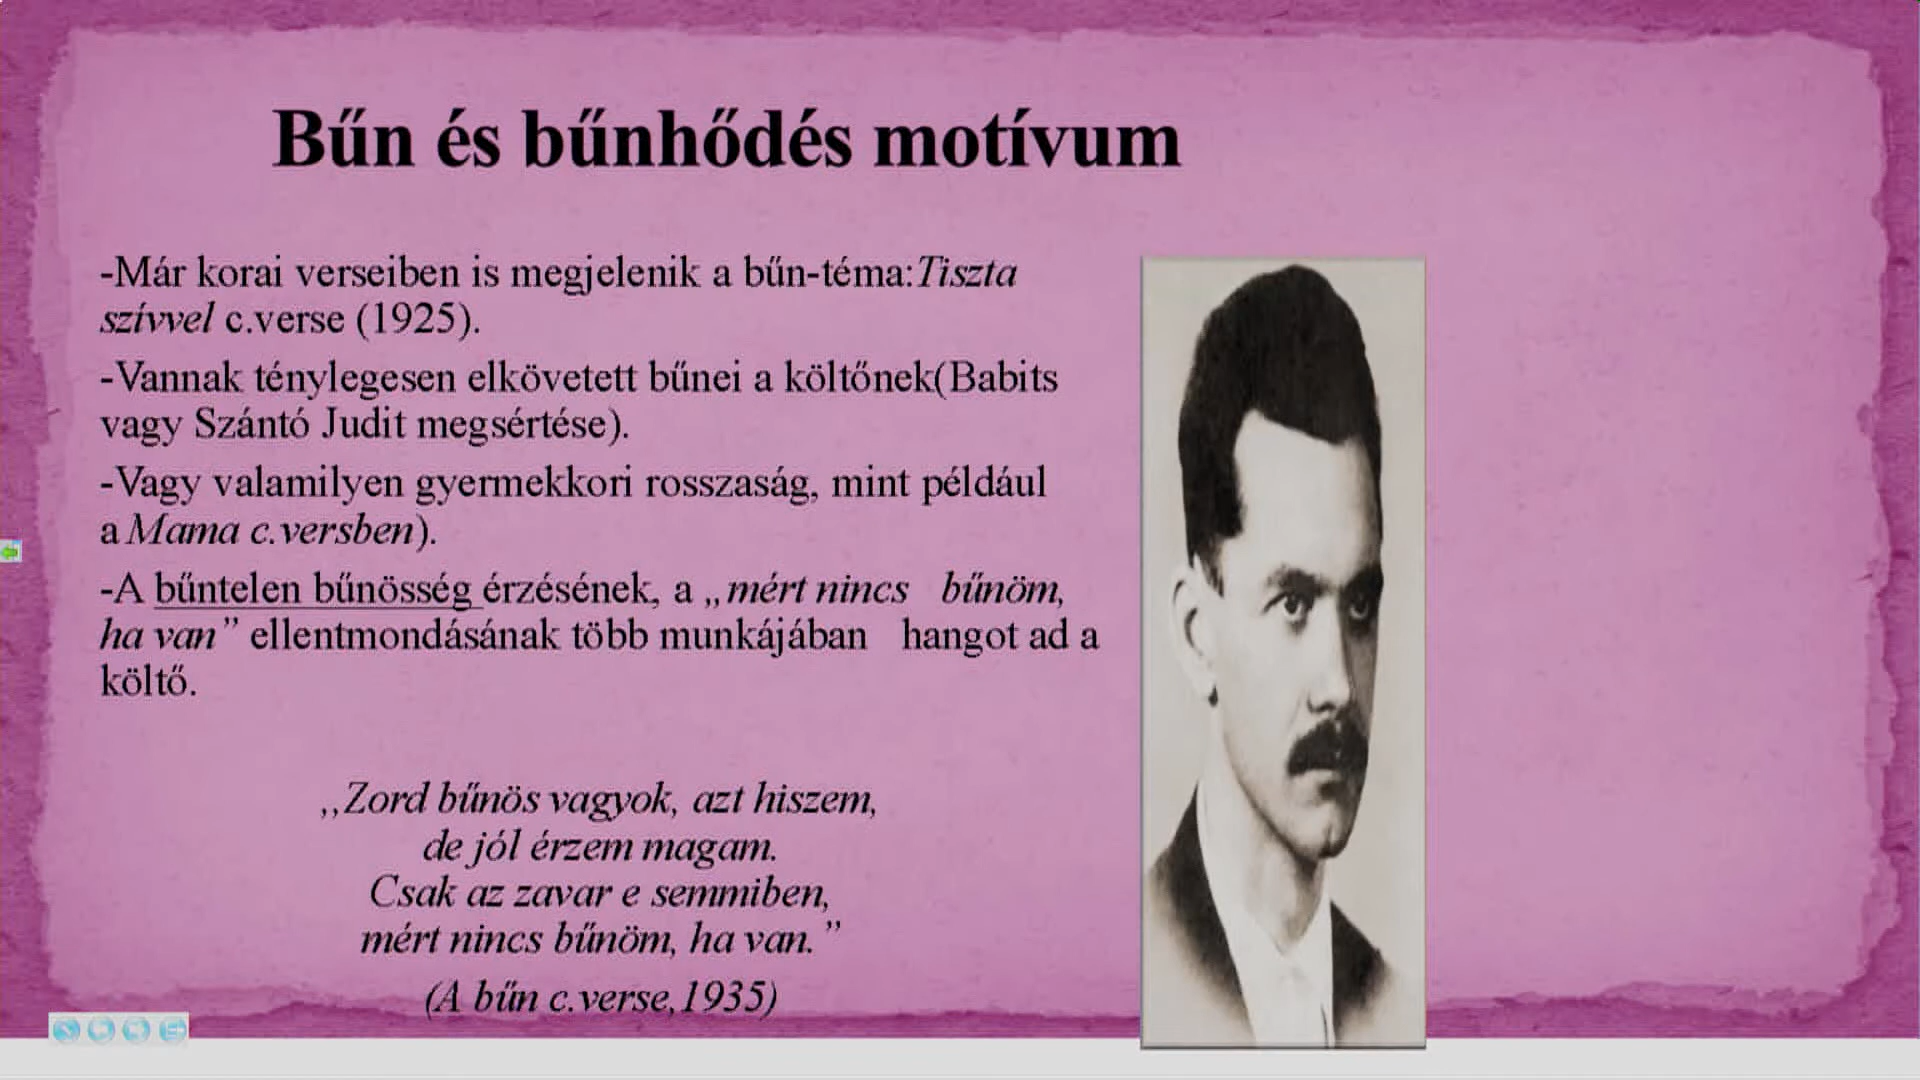 Bűn és bűnhődés motívum
-Már korai verseiben is megjelenik a bűn-téma:Tiszta
szívvel c.verse (1925).
-Vannak ténylegesen elkövetett bűnei a költőnek(Babits
vagy Szántó Judit megsértése).
-Vagy valamilyen gyermekkori rosszaság, mint például
a Mama c.versben).
-A bűntelen bűnösség érzésének, a „mért nincs bűnöm,
ha van” ellentmondásának több munkájában hangot ad a
költő.
,,Zord bűnös vagyok, azt hiszem,
de jól érzem magam.
Csak az zavar e semmiben,
mért nincs bűnöm, ha van.”
(A bűn c.verse,1935)